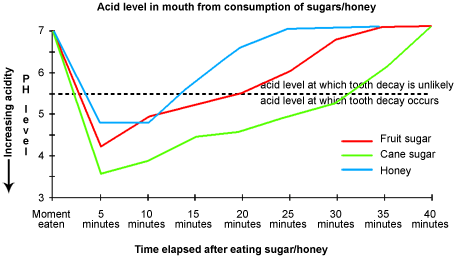 Acid level in mouth from consumption of sugars/honey
Increasing acidity
PH level
7
6
5
4
3
acid level at which tooth decay is unlikely
acid level at which tooth decay occurs
Fruit sugar
Cane sugar
Honey
Moment eaten
5 minutes
10 minutes
15 minutes
20 minutes
25 minutes
30 minutes
35 minutes
40 minutes
Time elapsed after eating sugar/honey